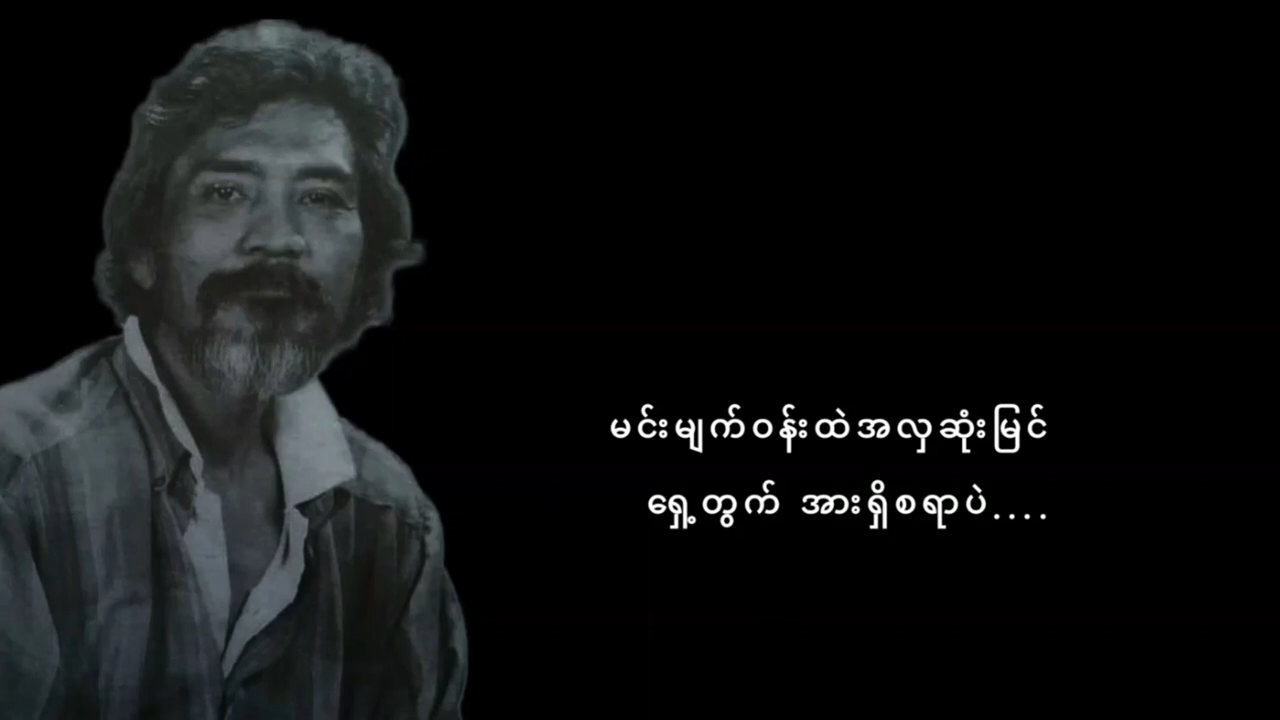 မင်းမျက်ဝန်းထဲအလှဆုံးမြင်
ရှေ့တွက် အားရှိစရာပဲ....